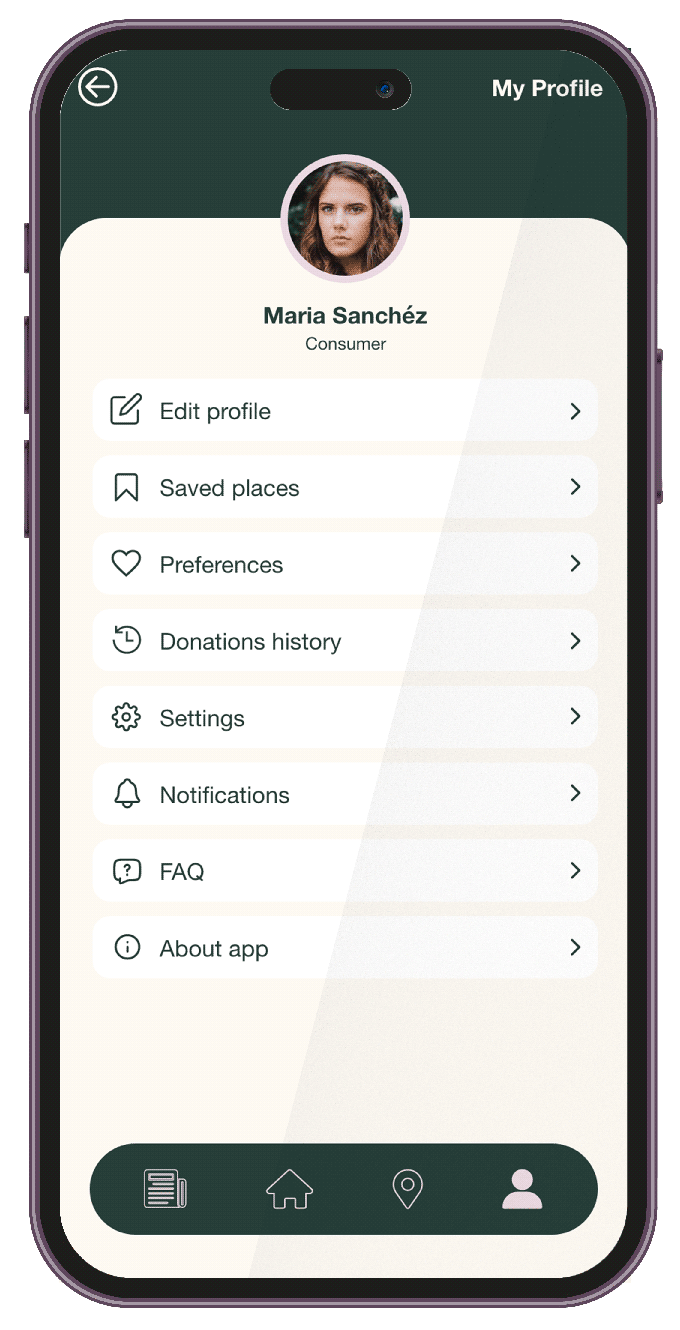 My Profile
Maria Sanchéz
Consumer
Edit profile
Saved places
Preferences
Donations history
Settings
Notifications
FAQ
About app